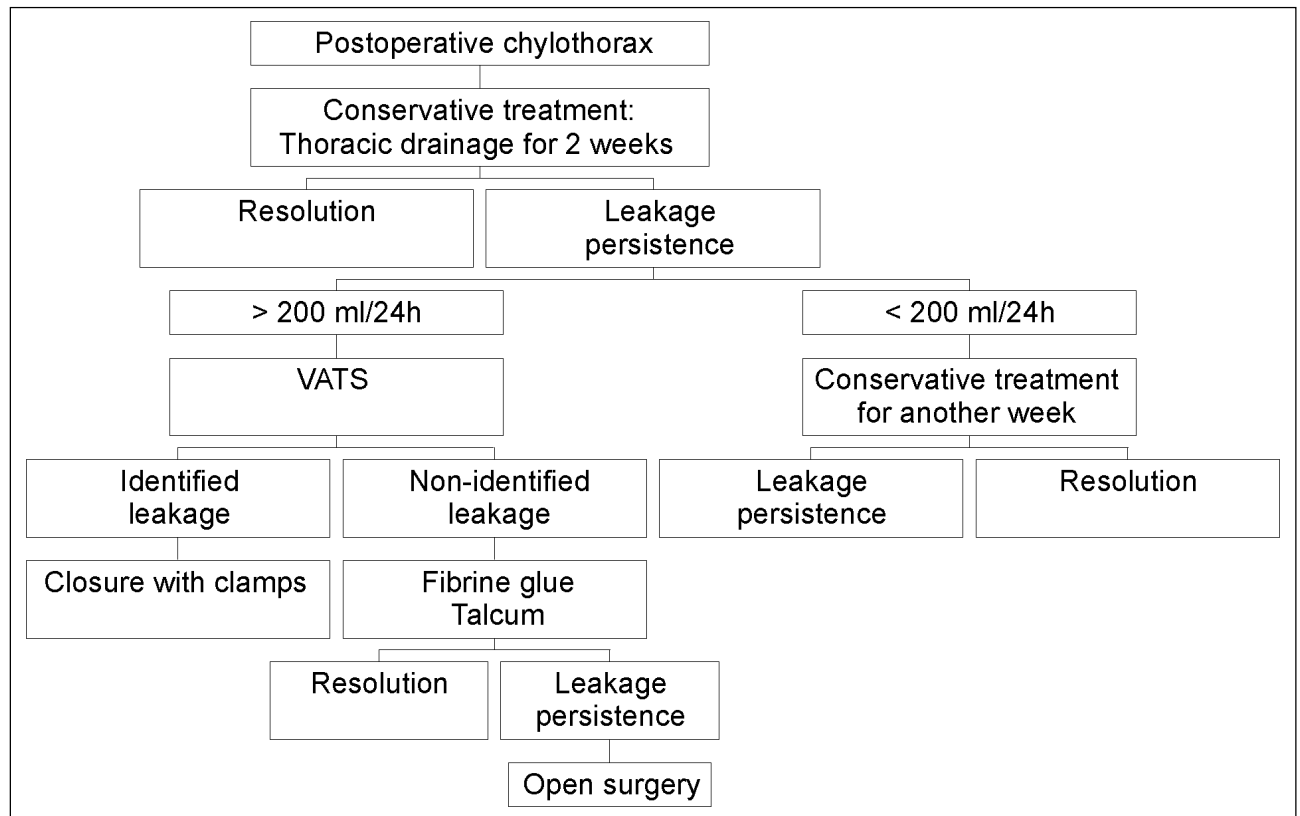 Postoperative chylothorax
Conservative treatment:
Thoracic drainage for 2 weeks
Resolution
Leakage
persistence
> 200 ml/24h
< 200 ml/24h
VATS
Conservative treatment
for another week
Identified
leakage
Non-identified
leakage
Leakage
persistence
Resolution
Closure with clamps
Fibrine glue
Talcum
Resolution
Leakage
persistence
Open surgery